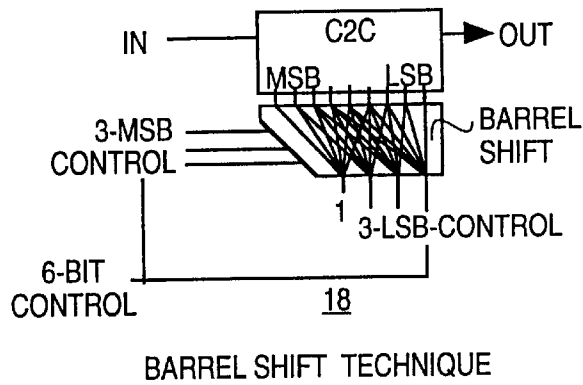 C2C
IN
OUT
MSB
LSB
3-MSB
CONTROL
BARREL
SHIFT
1
3-LSB-CONTROL
6-BIT
CONTROL
18
BARREL SHIFT TECHNIQUE